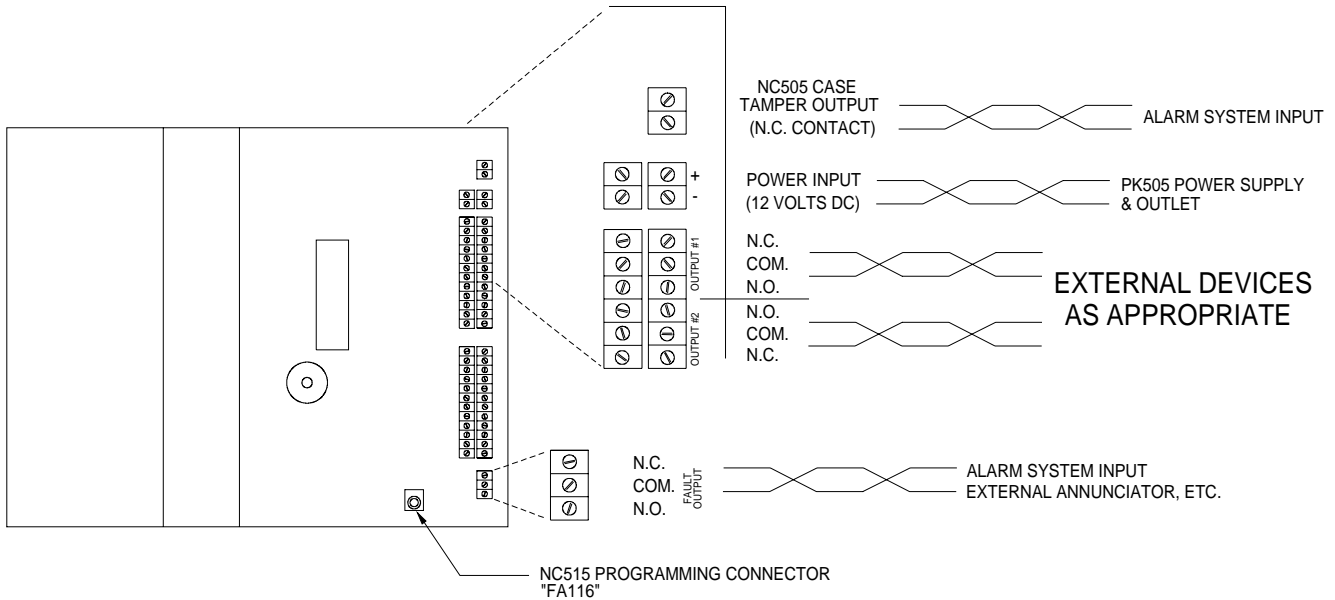 NC505 CASE
TAMPER OUTPUT
(N.C. CONTACT)
ALARM SYSTEM INPUT
+
-
POWER INPUT
(12 VOLTS DC)
PK505 POWER SUPPLY
& OUTLET
OUTPUT #1
N.C.
COM.
N.O.
OUTPUT #2
N.O.
COM.
N.C.
EXTERNAL DEVICES
AS APPROPRIATE
N.C.
COM.
N.O.
FAULT
OUTPUT
ALARM SYSTEM INPUT
EXTERNAL ANNUNCIATOR, ETC.
NC515 PROGRAMMING CONNECTOR
"FA116"